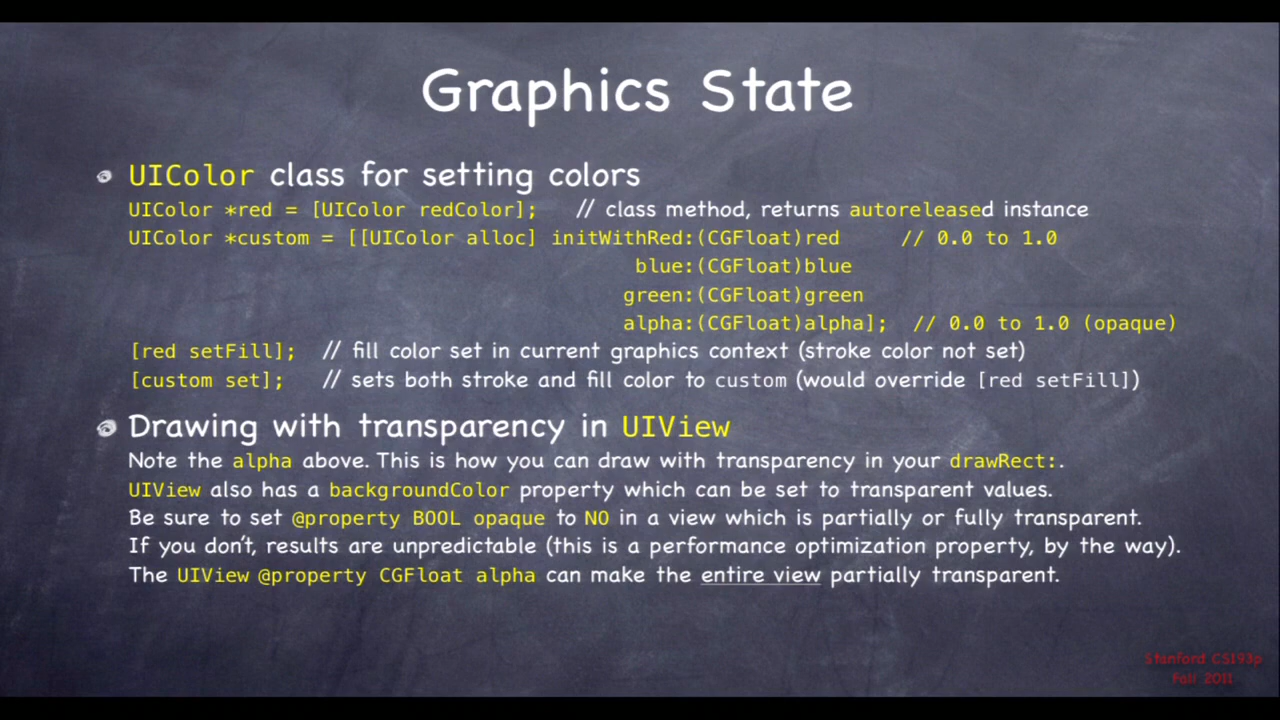 Graphics State
UIColor class for setting colors
UIColor *red = [UIColor redColor]; // class method, returns autoreleased instance
UIColor *custom = [[UIColor alloc] initWithRed:(CGFloat)red // 0.0 to 1.0
blue:(CGFloat)blue
green:(CGFloat)green
alpha:(CGFloat)alpha]; // 0.0 to 1.0 (opaque)
[red setFill]; // fill color set in current graphics context (stroke color not set)
[custom set]; // sets both stroke and fill color to custom (would override [red setFill])
Drawing with transparency in UIView
Note the alpha above. This is how you can draw with transparency in your drawRect:.
UIView also has a backgroundColor property which can be set to transparent values.
Be sure to set @property BOOL opaque to NO in a view which is partially or fully transparent.
If you don't, results are unpredictable (this is a performance optimization property, by the way).
The UIView @property CGFloat alpha can make the entire view partially transparent.
Stanford CS193p
Fall 2011